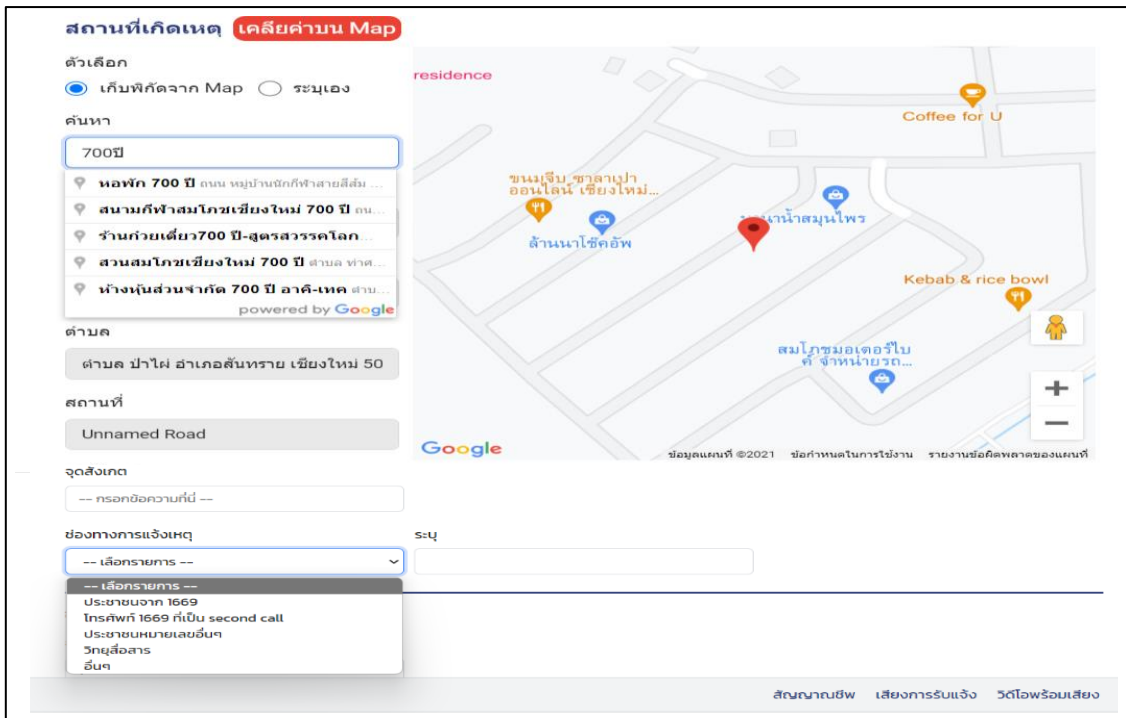 สถานที่เกิดเหตุ เคลียค่าบน Map
ตัวเลือก
เก็บพิกัดจาก Map ระบุเอง
ค้นหา
700ปี
หอพัก 700 ปี ถนน หมู่บ้านนักกีฬาสายสีส้ม ...
สนามกีฬาสมโภชเชียงใหม่ 700 ปี ถน...
ร้านก๋วยเตี๋ยว700 ปี-สูตรสวรรคโลก...
สวนสมโภชเชียงใหม่ 700 ปี ตำบล ท่าศ...
ห้างหุ้นส่วนจำกัด 700 ปี อาคิ-เทค ตำบ...
powered by Google
ตำบล
ตำบล ป่าไผ่ อำเภอสันทราย เชียงใหม่ 50
สถานที่
Unnamed Road
residence
Coffee for U
ขนมจีบ ซาลาเปา
ออนไลน์ เชียงใหม่...
ล้านนาโช๊คอัพ
น้ำสมุนไพร
Kebab & rice bowl
สมโภชมอเตอร์ไบ
ค์ จำหน่ายรถ...
Google
ข้อมูลแผนที่ ©2021 ข้อกำหนดในการใช้งาน รายงานข้อผิดพลาดของแผนที่
จุดสังเกต
-- กรอกข้อความที่นี่ --
ช่องทางการแจ้งเหตุ ระบุ
-- เลือกรายการ --
-- เลือกรายการ --
ประชาชนจาก 1669
โทรศัพท์ 1669 ที่เป็น second call
ประชาชนหมายเลขอื่นๆ
วิทยุสื่อสาร
อื่นๆ
สัญญาณชีพ เสียงการรับแจ้ง วิดีโอพร้อมเสียง